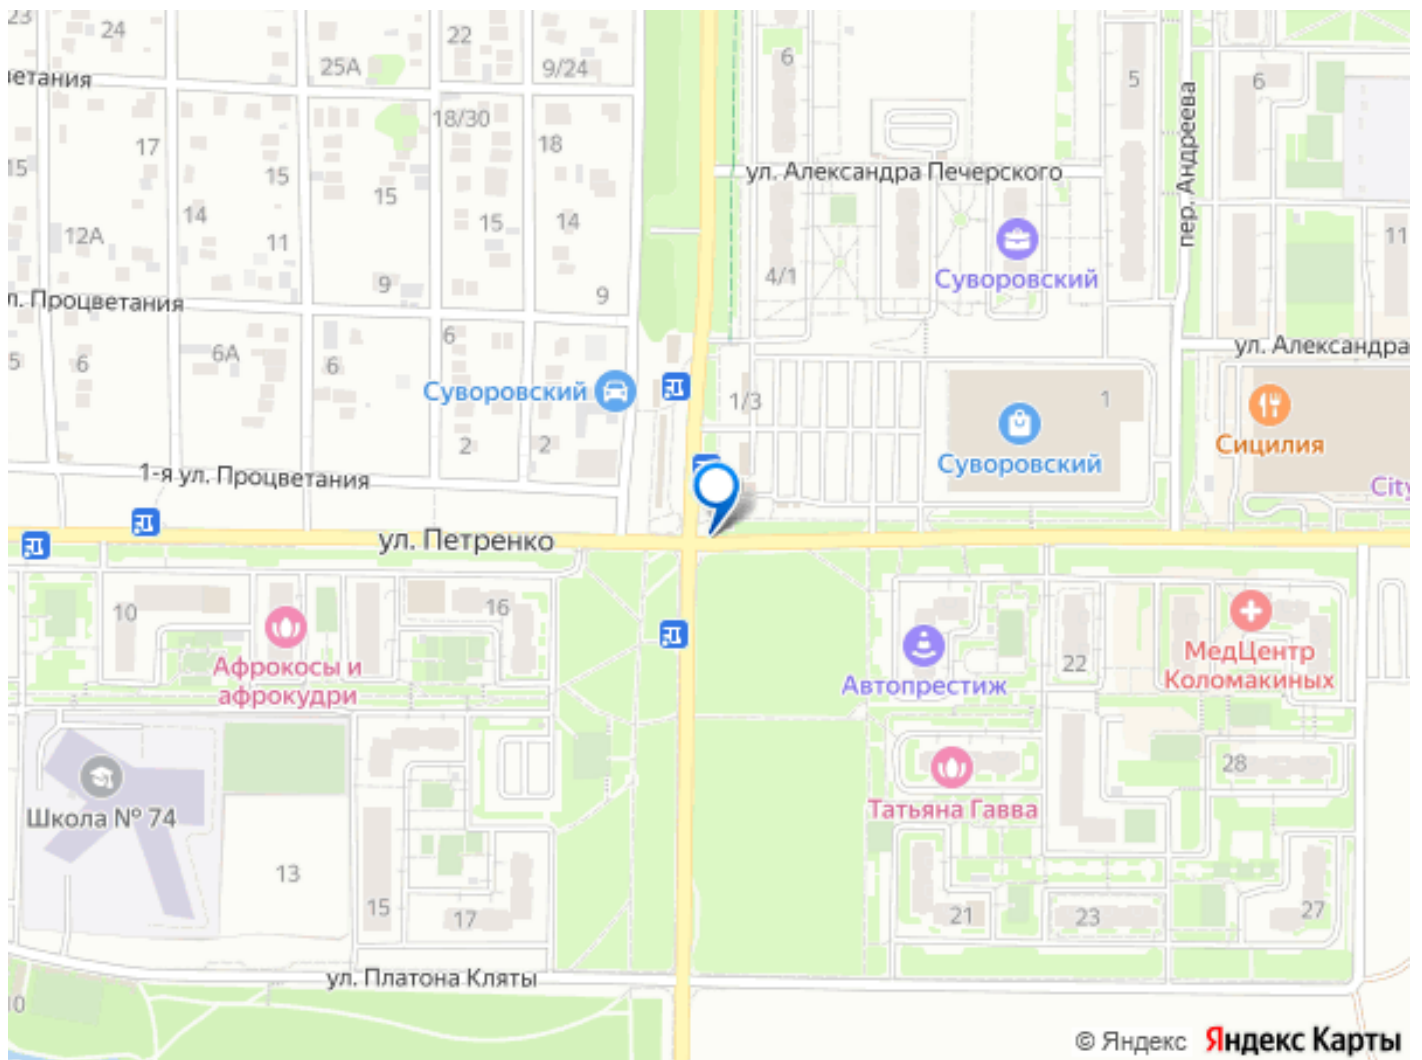 23
24
22
6
5
6
25А
9/24
ветания
пер. Андреева
18/30
17
18
15
15
15
ул. Александра Печерского
14
15
14
12А
11
11
Суворовский
4/1
9
9
л. Процветания
6
5
6
6А
6
ул. Александра
Суворовский
1/3
1
Сицилия
2
2
Суворовский
1-я ул. Процветания
City
ул. Петренко
10
16
Афрокосы и
афрокудри
22
МедЦентр
Коломакиных
Автопрестиж
28
Школа № 74
Татьяна Гавва
13
15
17
21
23
27
ул. Платона Кляты
10
© Яндекс Яндекс Карты